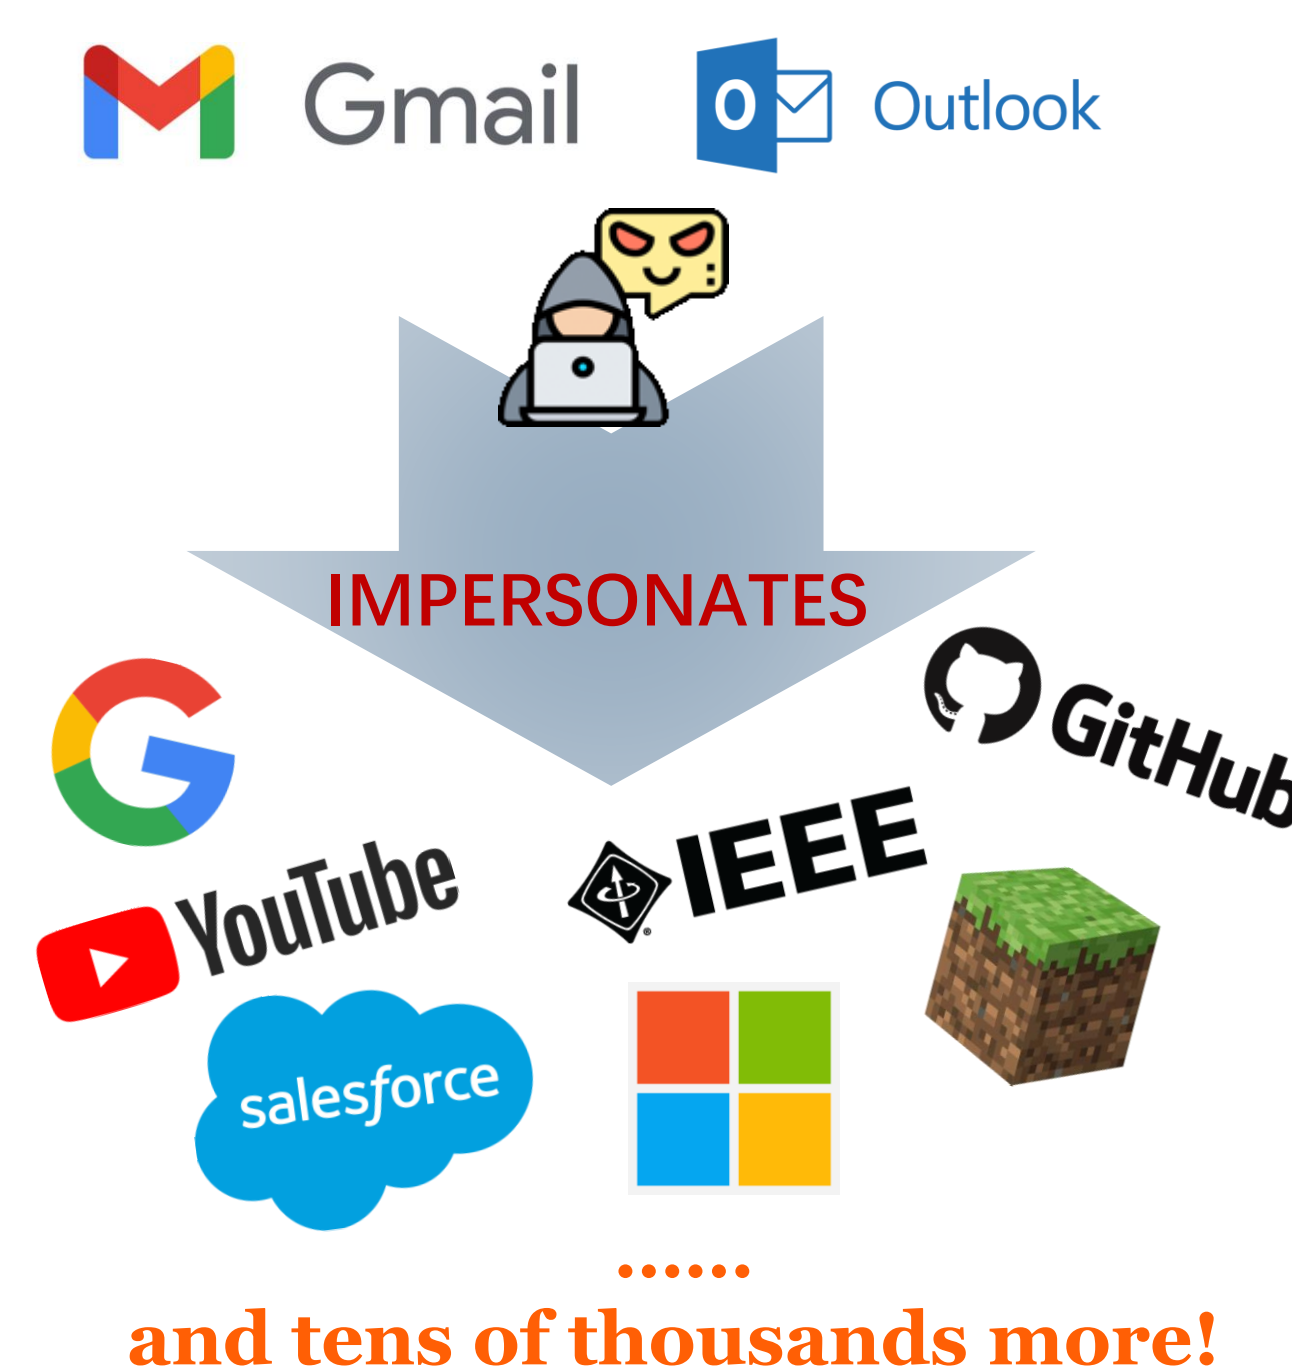 Gmail
Outlook
IMPERSONATES
GitHub
IEEE
YouTube
salesforce
......
and tens of thousands more!